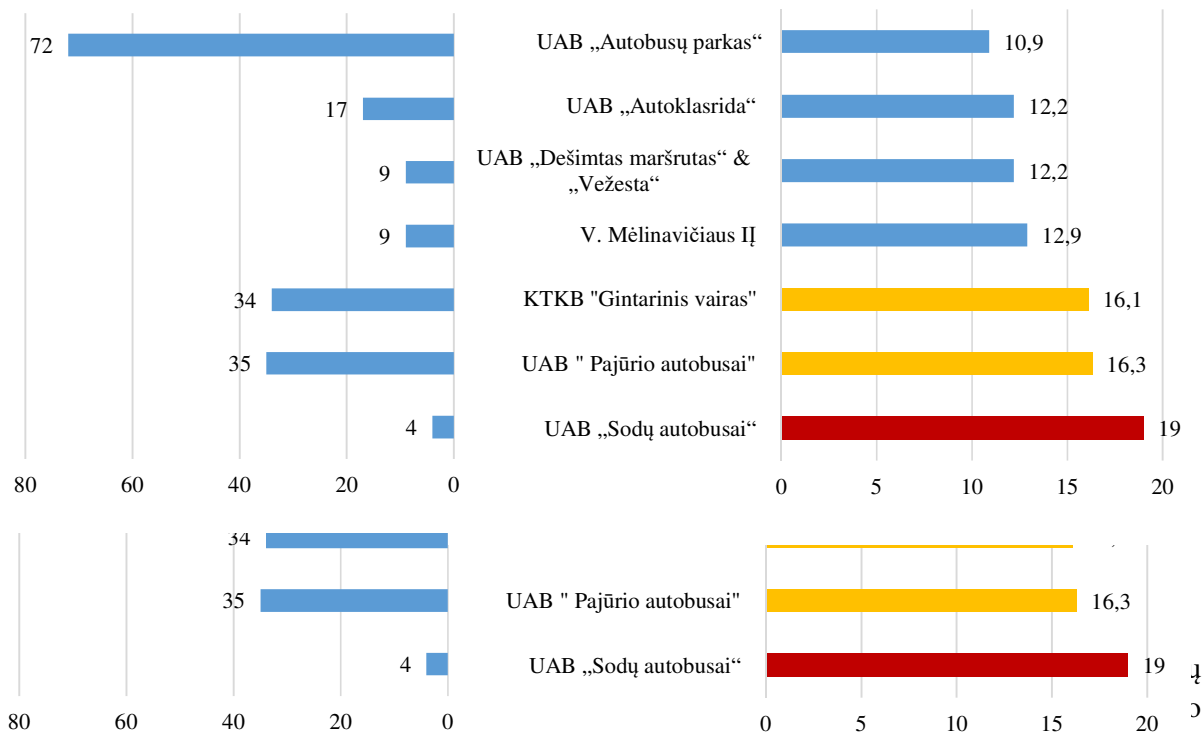 72 UAB „Autobusų parkas“ 10,9
17 UAB „Autoklasrida“ 12,2
9 UAB „Dešimtas maršrutas“ & „Vežesta“ 12,2
9 V. Mėlinavičiaus IĮ 12,9
34 KTKB "Gintarinis vairas" 16,1
35 UAB " Pajūrio autobusai" 16,3
4 UAB „Sodų autobusai“ 19
80 60 40 20 0 0 5 10 15 20
34
35 UAB " Pajūrio autobusai" 16,3
4 UAB „Sodų autobusai“ 19
ų
80 60 40 20 0 0 5 10 15 20